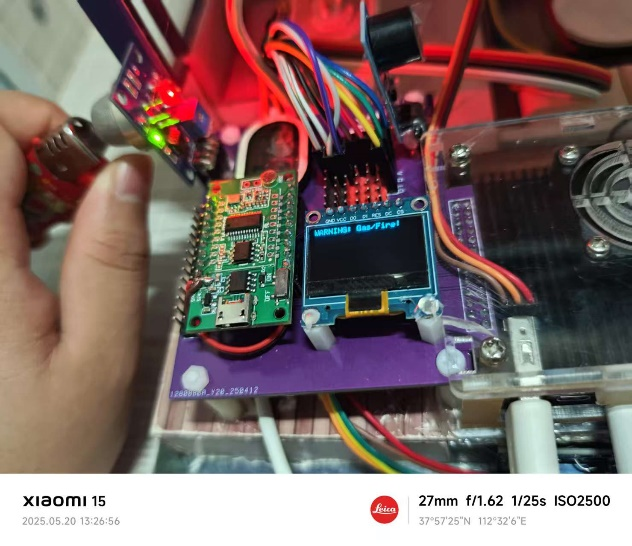 GND VCC D0 D1 RES DC CS
WARNING: Gas/Fire!
XIAOMI 15
2025.05.20 13:26:56
Leica
27mm f/1.62 1/25s ISO2500
37°57'25"N 112°32'6"E